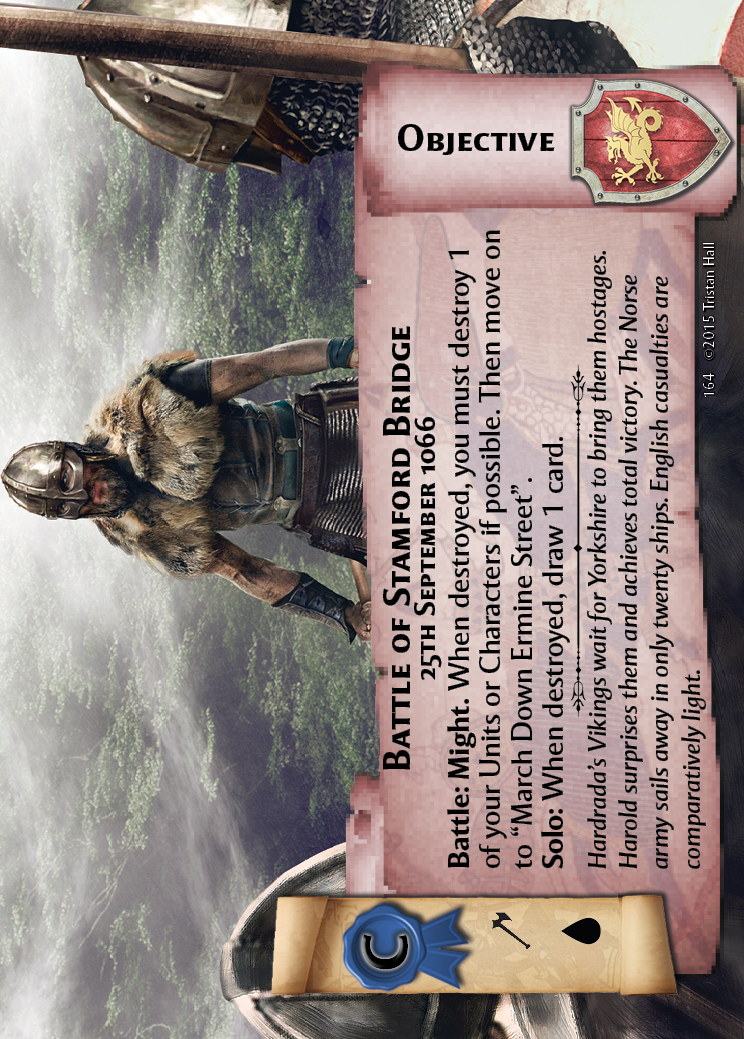 OBJECTIVE
BATTLE OF STAMFORD BRIDGE
25TH SEPTEMBER 1066
Battle: Might. When destroyed, you must destroy 1
of your Units or Characters if possible. Then move on
to “March Down Ermine Street” .
Solo: When destroyed, draw 1 card.
Hardrada's Vikings wait for Yorkshire to bring them hostages.
Harold surprises them and achieves total victory. The Norse
army sails away in only twenty ships. English casualties are
comparatively light.
C
164 ©2015 Tristan Hall